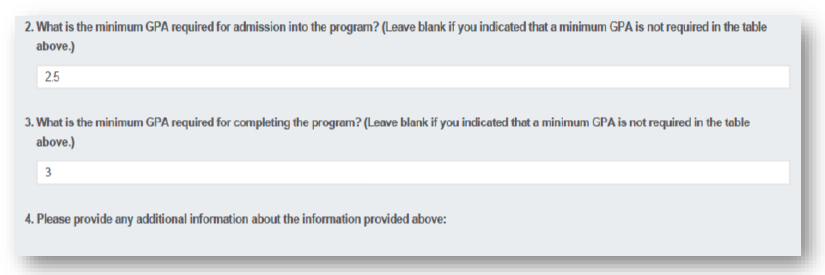 2. What is the minimum GPA required for admission into the program? (Leave blank if you indicated that a minimum GPA is not required in the table
above.)
2.5
3. What is the minimum GPA required for completing the program? (Leave blank if you indicated that a minimum GPA is not required in the table
above.)
3
4. Please provide any additional information about the information provided above: